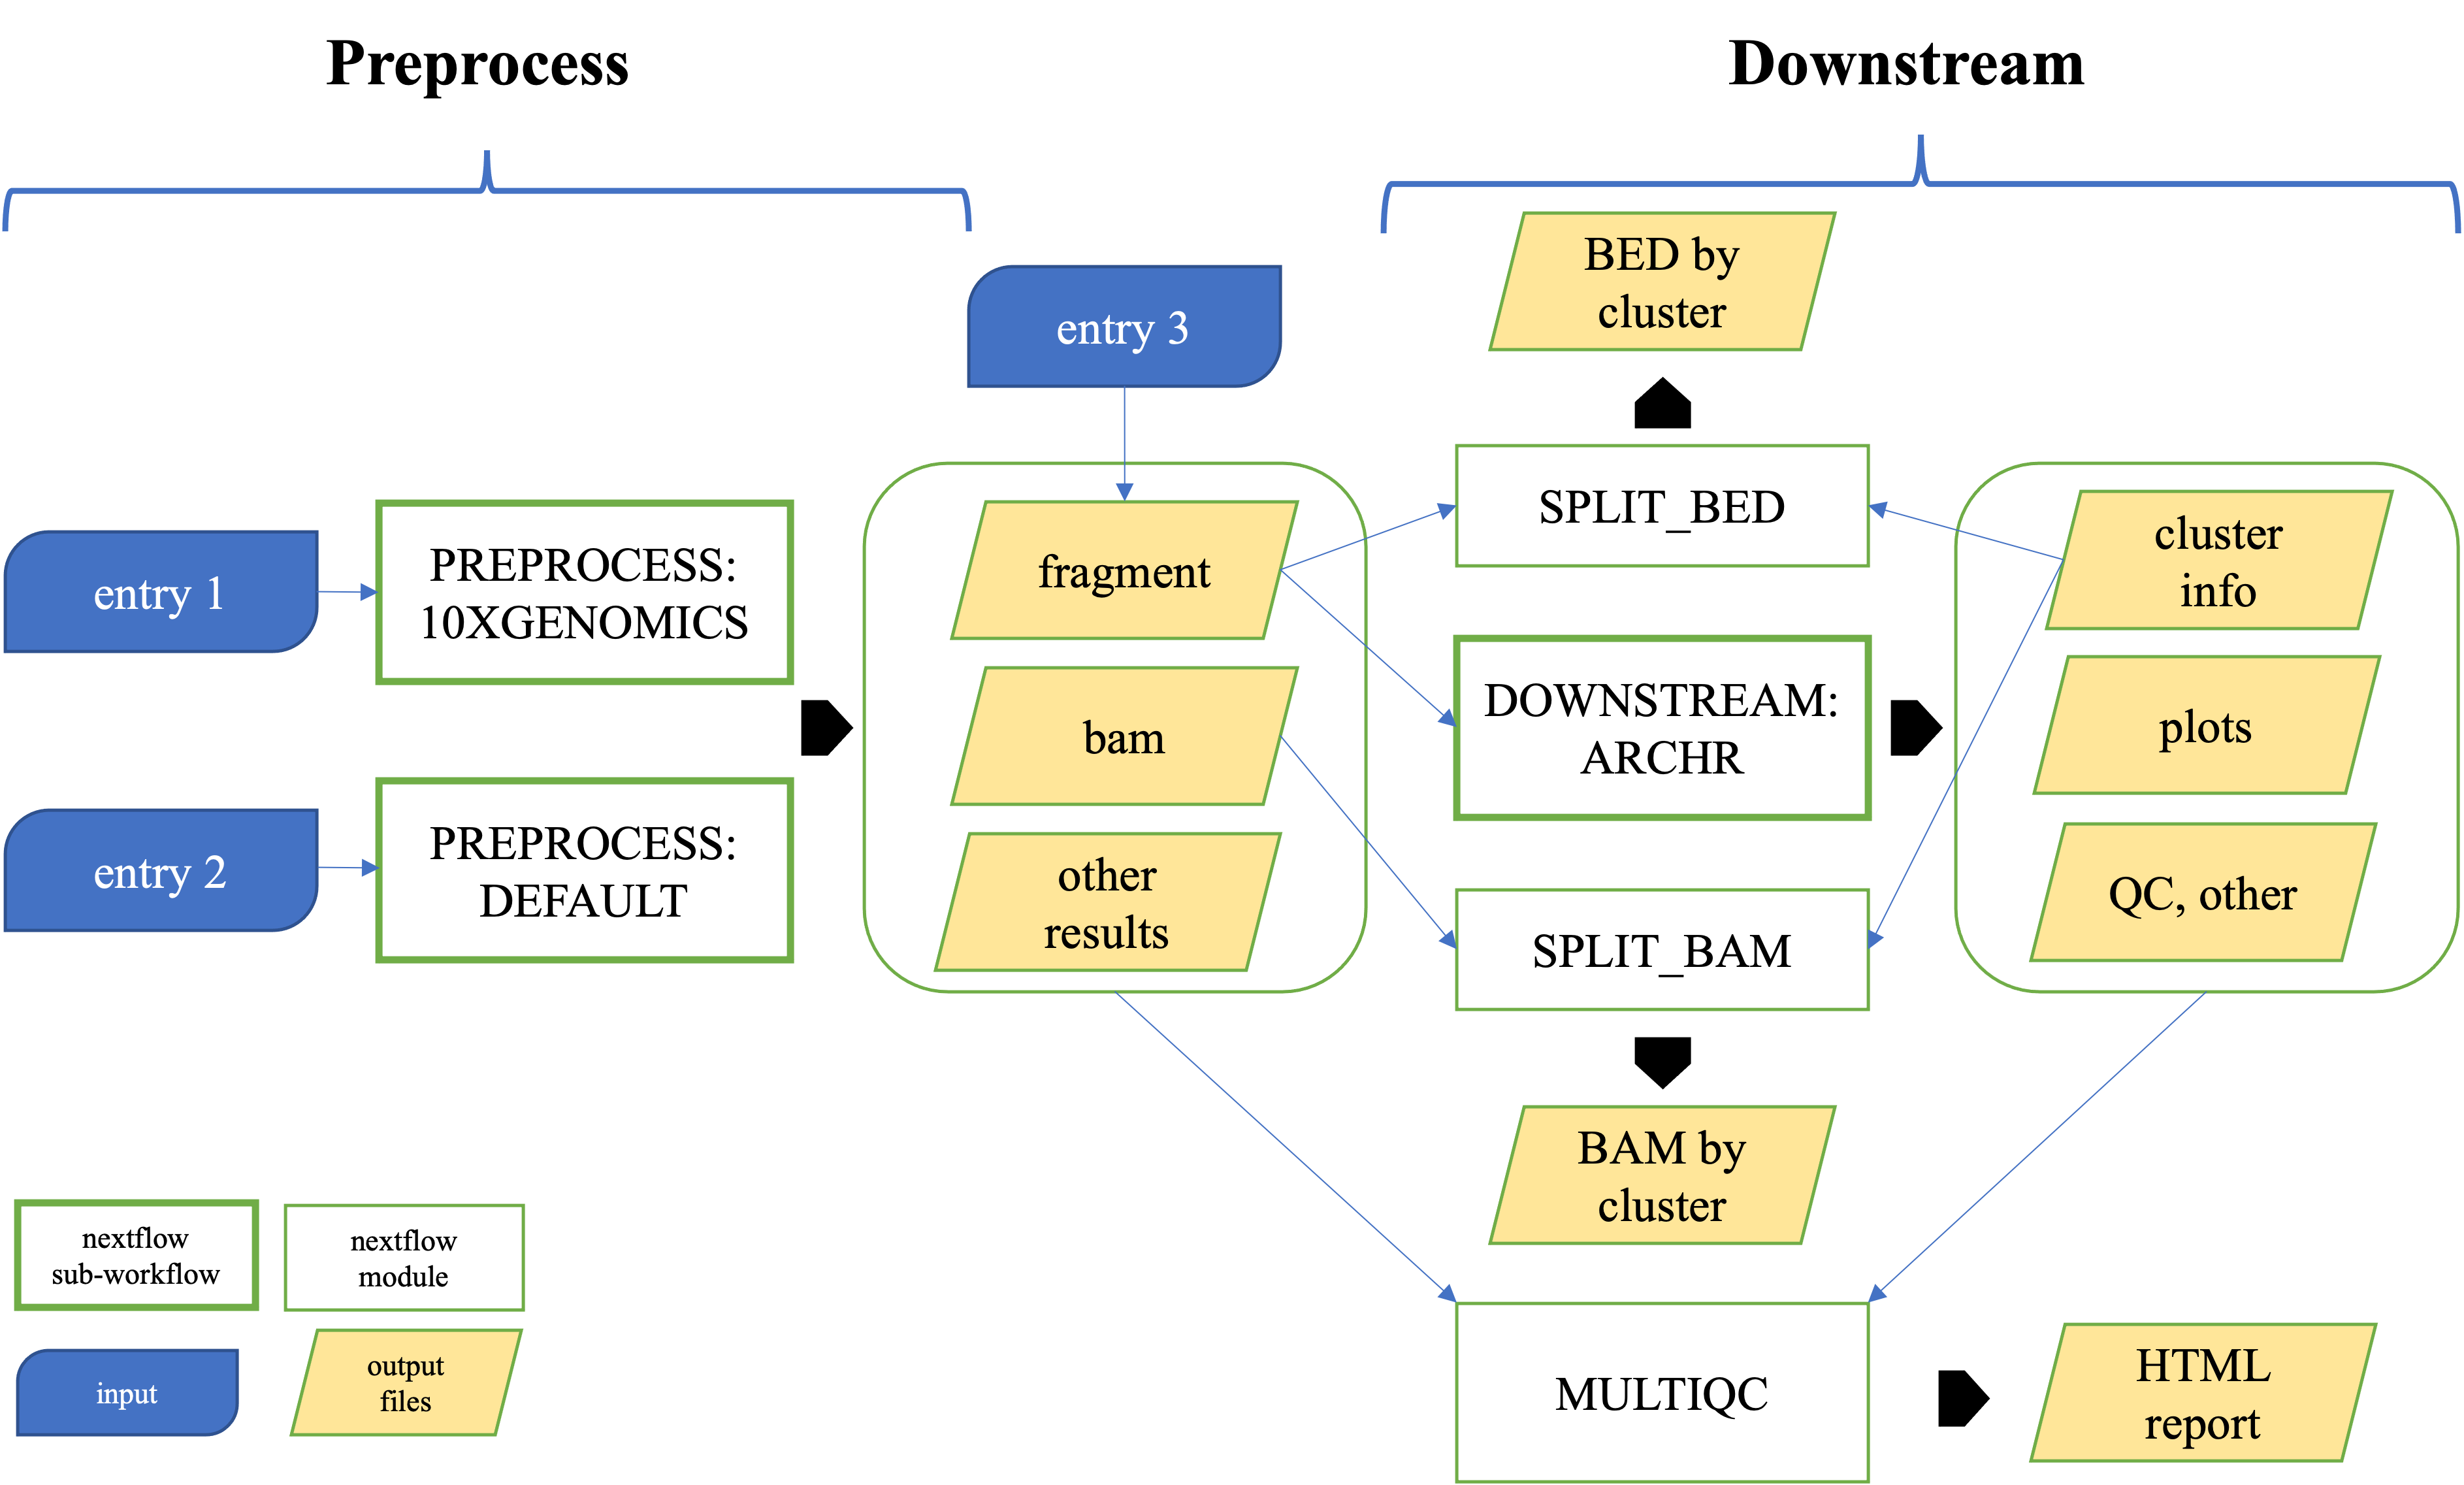 Preprocess
Downstream
BED by
cluster
entry 3
SPLIT_BED
fragment
cluster
info
entry 1
PREPROCESS:
10XGENOMICS
DOWNSTREAM:
ARCHR
bam
plots
entry 2
PREPROCESS:
DEFAULT
other
results
SPLIT_BAM
QC, other
BAM by
cluster
nextflow
sub-workflow
nextflow
module
input
output
files
MULTIQC
HTML
report